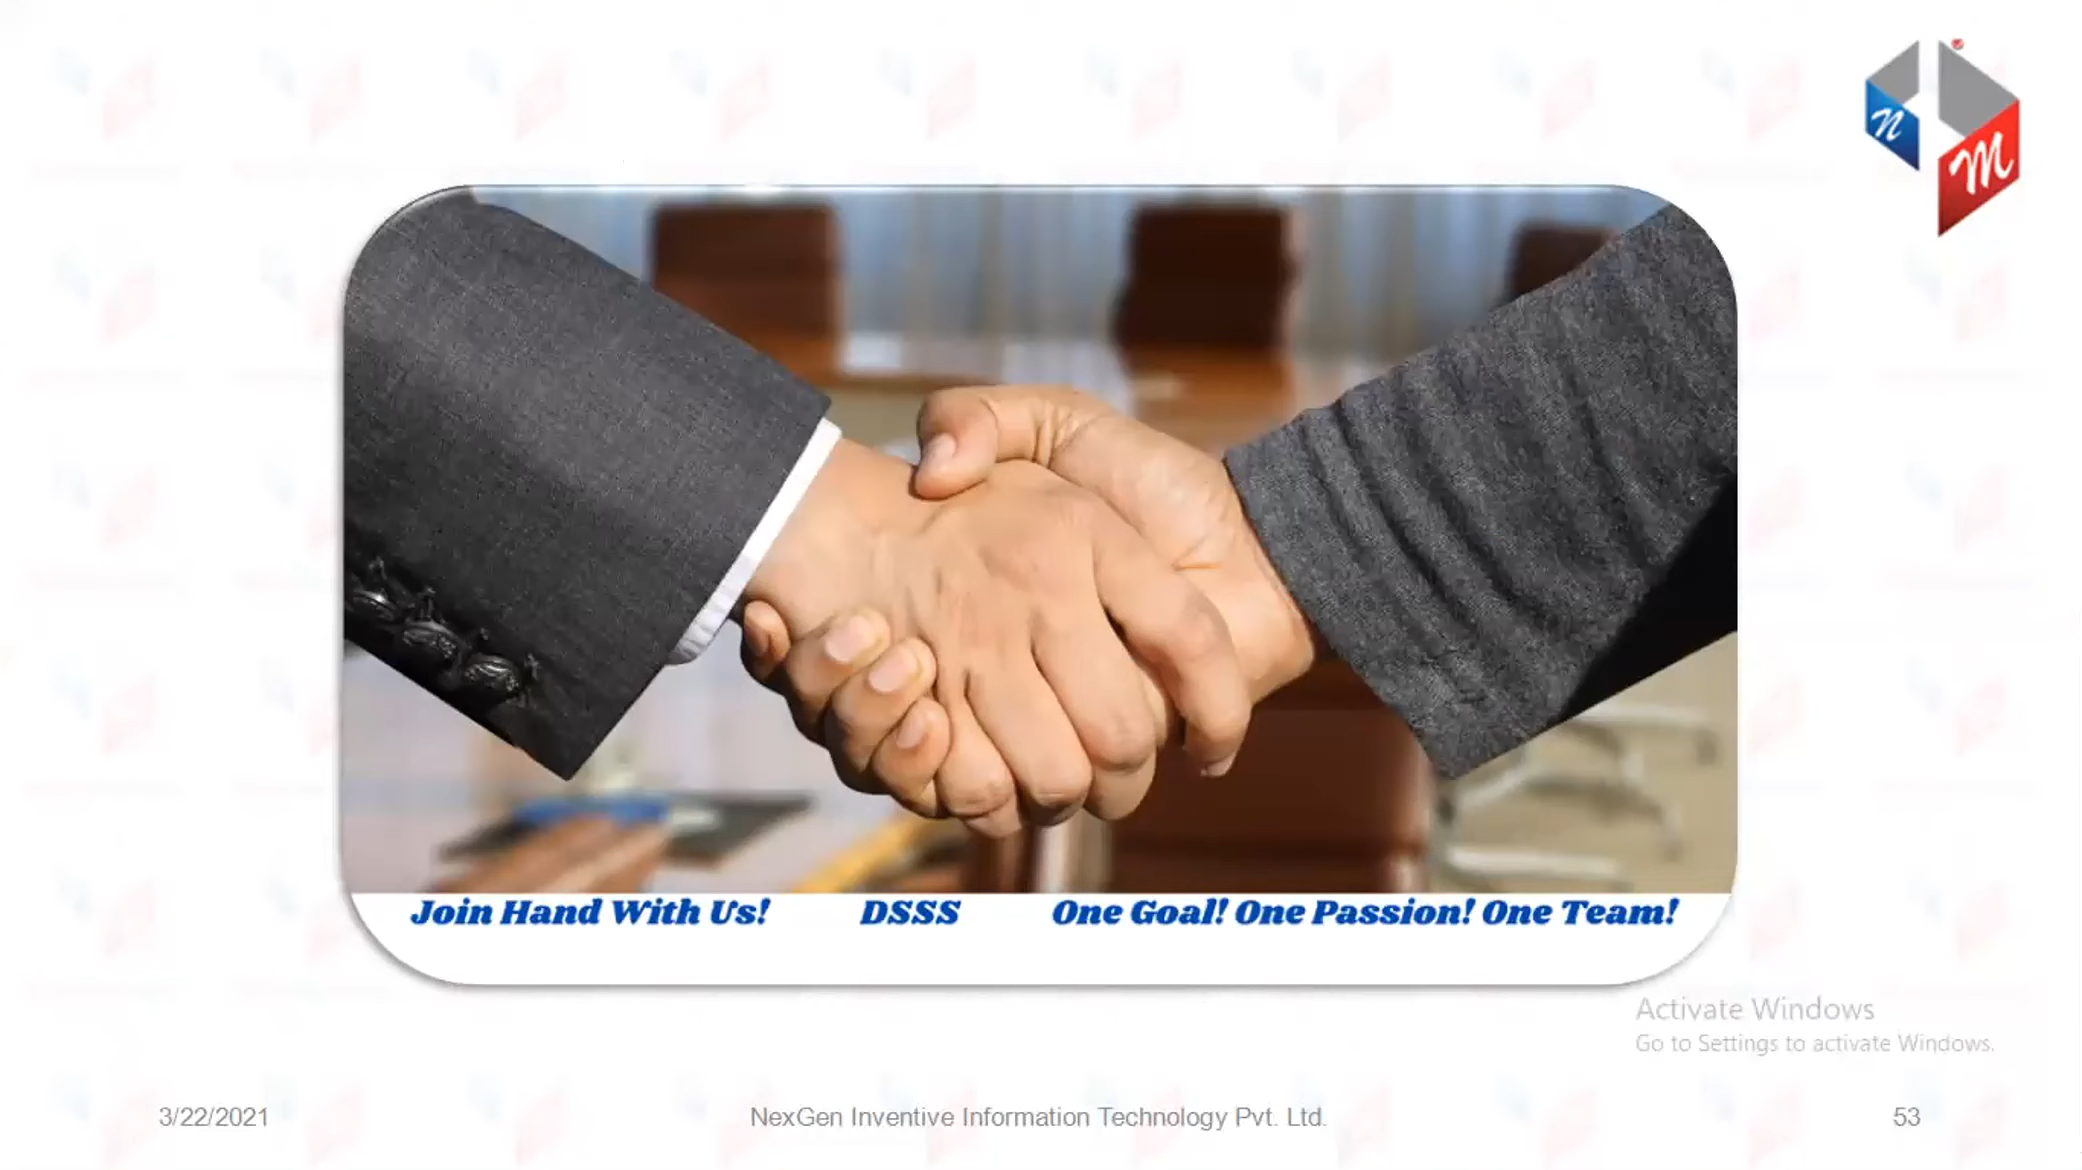 n
M
Join Hand With Us! DSSS One Goal! One Passion! One Team!
Activate Windows
Go to Settings to activate Windows.
3/22/2021 NexGen Inventive Information Technology Pvt. Ltd. 53